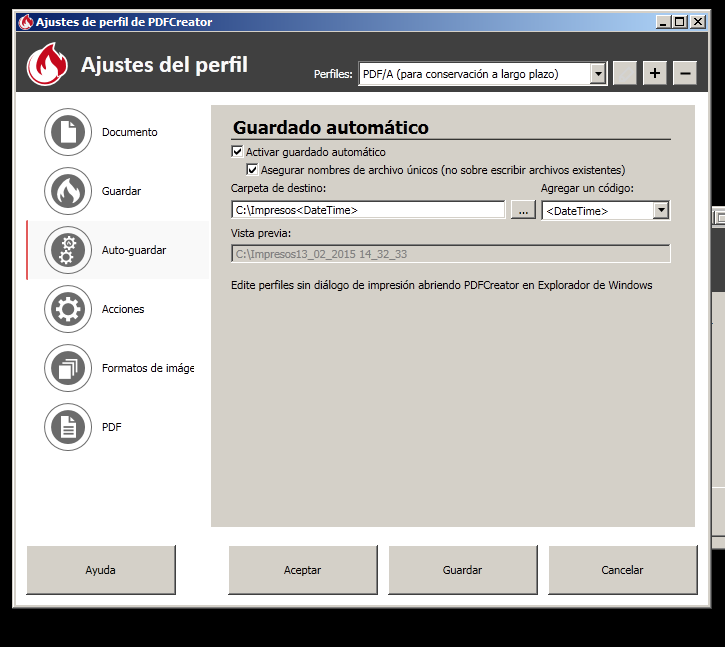 Ajustes de perfil de PDFCreator
Ajustes del perfil
Perfiles: PDF/A (para conservación a largo plazo)
+ −
Documento
Guardar
Auto-guardar
Acciones
Formatos de imáge
PDF
Guardado automático
Activar guardado automático
Asegurar nombres de archivo únicos (no sobre escribir archivos existentes)
Carpeta de destino: Agregar un código:
C:\Impresos<DateTime> ... <DateTime>
Vista previa:
C:\Impresos13_02_2015 14_32_33
Edite perfiles sin diálogo de impresión abriendo PDFCreator en Explorador de Windows
Ayuda Aceptar Guardar Cancelar